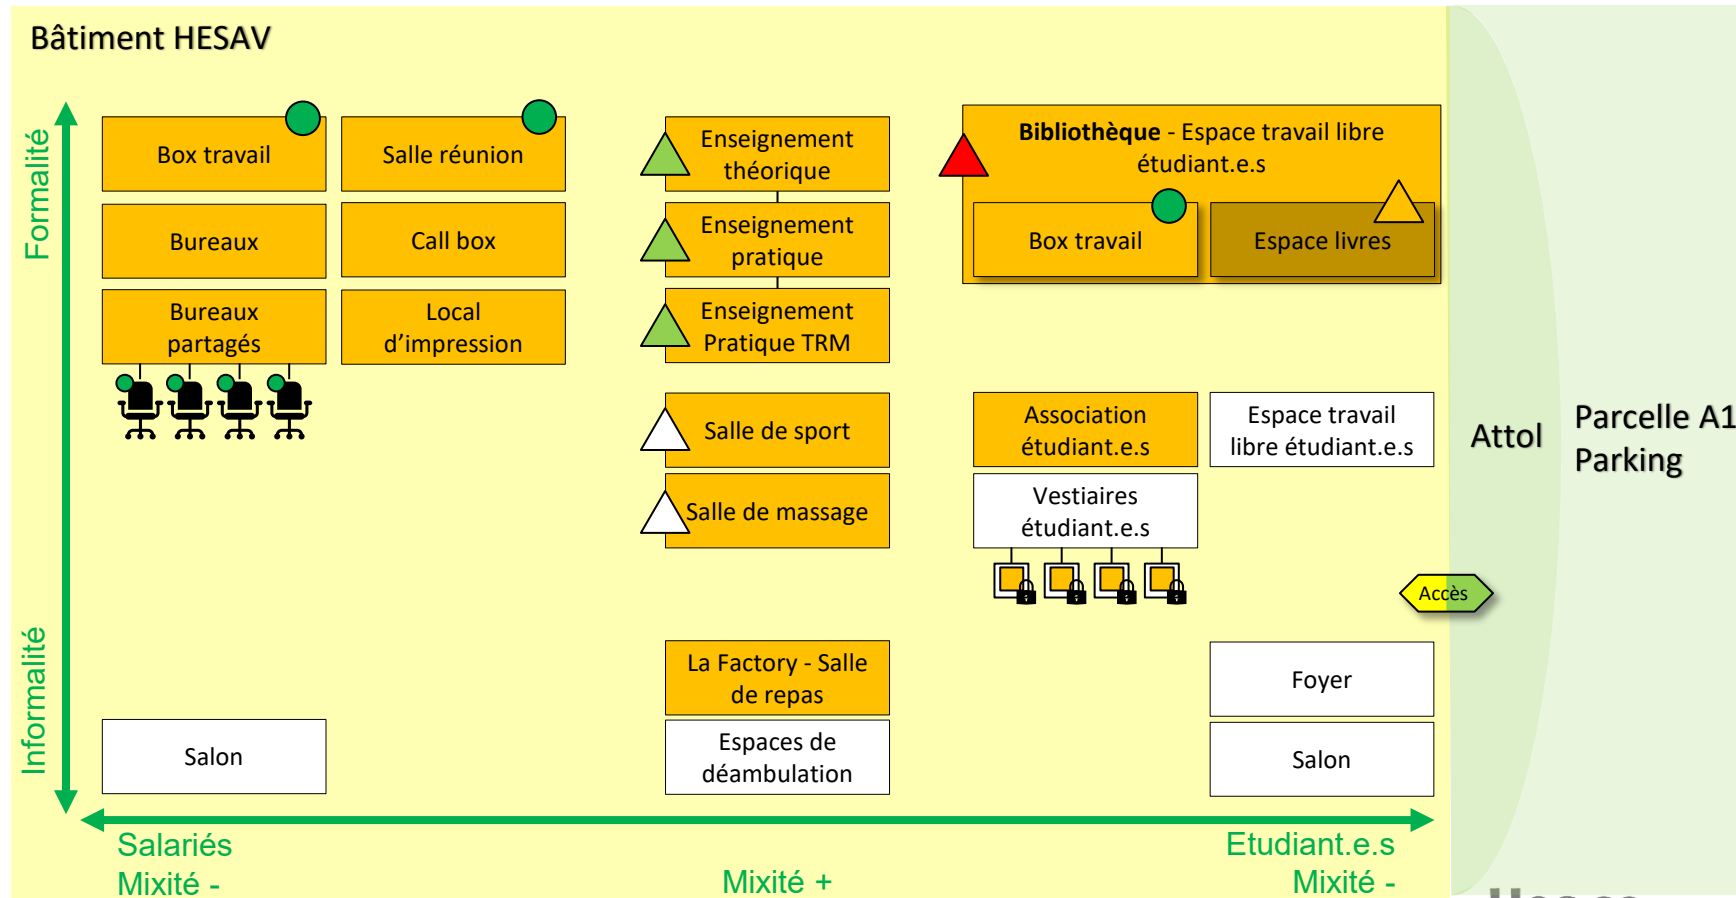 Bâtiment HESAV
Formalité
Informalité
Box travail
Salle réunion
Bureaux
Call box
Bureaux
partagés
Local
d’impression
Salon
Enseignement
théorique
Enseignement
pratique
Enseignement
Pratique TRM
Salle de sport
Salle de massage
La Factory - Salle
de repas
Espaces de
déambulation
Bibliothèque - Espace travail libre
étudiant.e.s
Box travail
Espace livres
Association
étudiant.e.s
Espace travail
libre étudiant.e.s
Vestiaires
étudiant.e.s
Foyer
Salon
Accès
Attol
Parcelle A1
Parking
Salariés
Mixité -
Mixité +
Etudiant.e.s
Mixité -